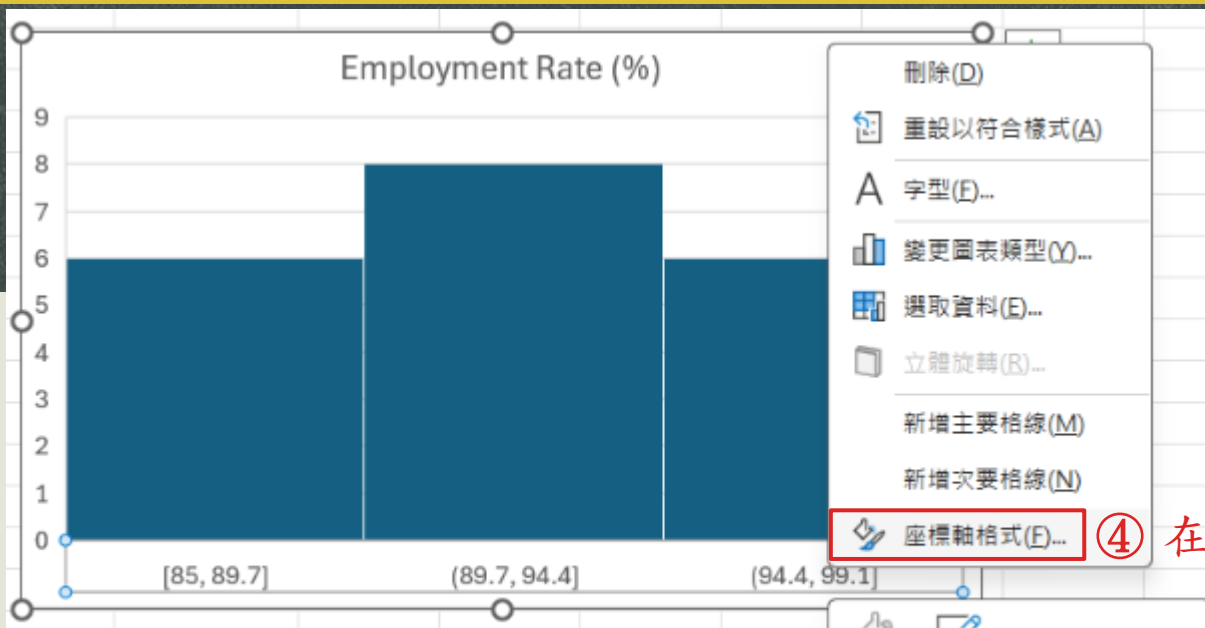 Employment Rate (%)
9
8
7
6
5
4
3
2
1
0
[85, 89.7]
(89.7, 94.4]
(94.4, 99.1]
刪除(D)
重設以符合樣式(A)
字型(F)...
變更圖表類型(Y)...
選取資料(E)...
立體旋轉(R)...
新增主要格線(M)
新增次要格線(N)
座標軸格式(F)...
④ 在